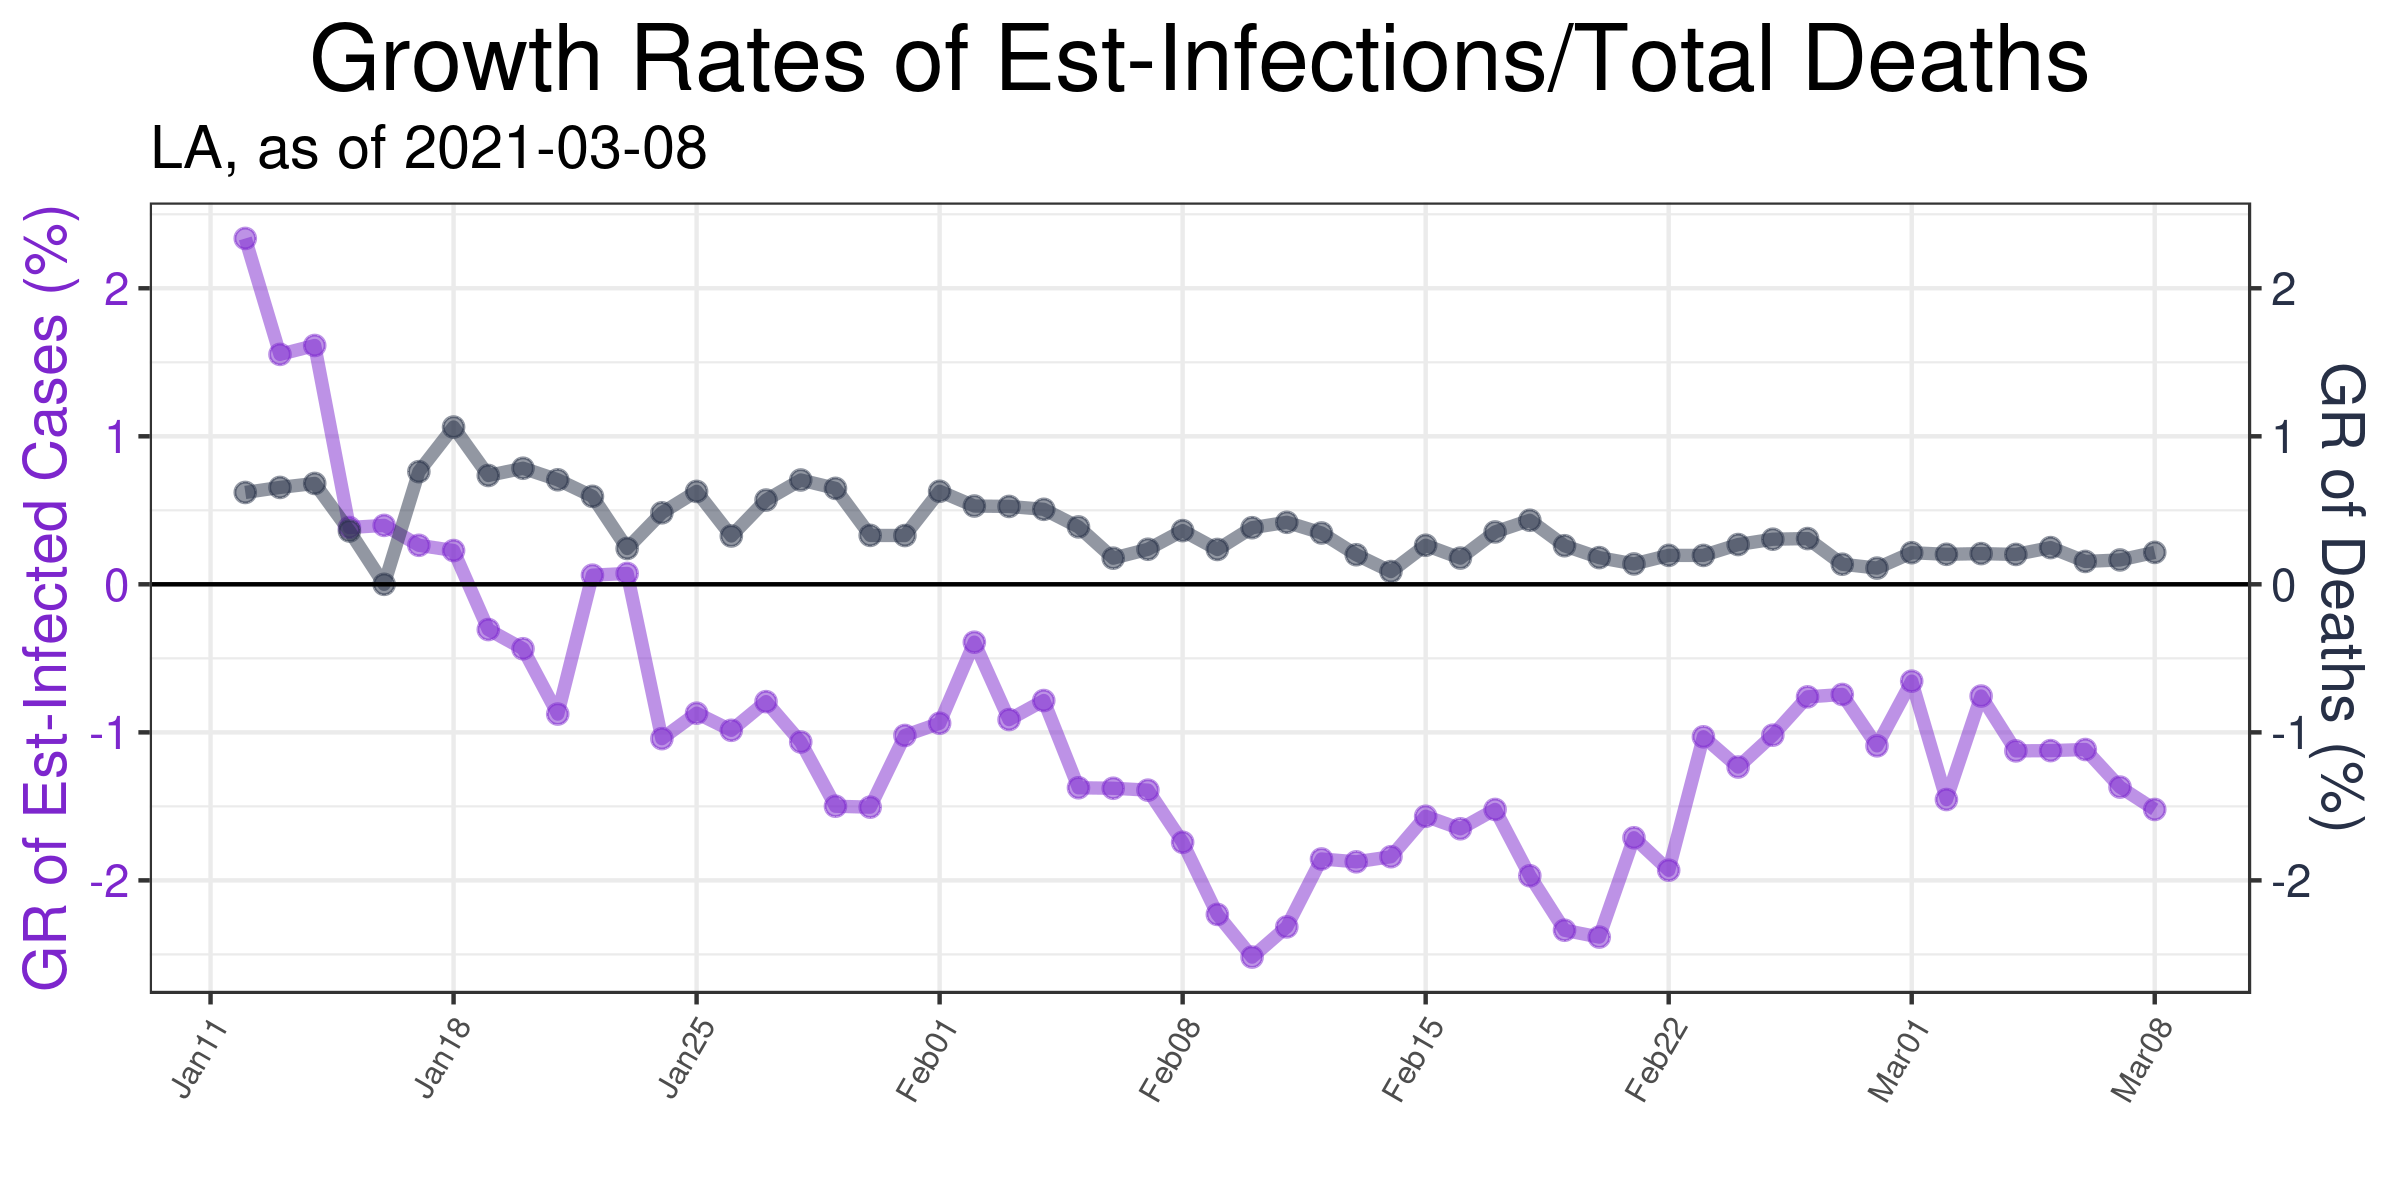 Growth Rates of Est-Infections/Total Deaths
LA, as of 2021-03-08
GR of Est-Infected Cases (%)
2
1
0
-1
-2
2
1
0
-1
-2
GR of Deaths (%)
Jan11
Jan18
Jan25
Feb01
Feb08
Feb15
Feb22
Mar01
Mar08